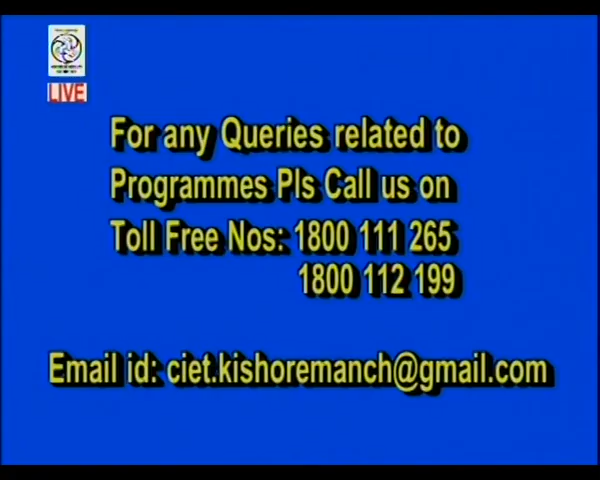 LIVE
For any Queries related to
Programmes Pls Call us on
Toll Free Nos: 1800 111 265
1800 112 199
Email id: ciet.kishoremanch@gmail.com